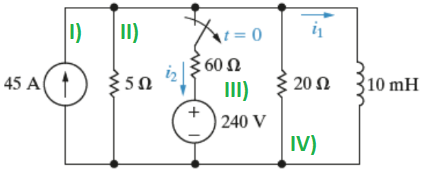 I) II) i1
t = 0
45 A 5 Ω i2 60 Ω 20 Ω 10 mH
III)
+
240 V
−
IV)